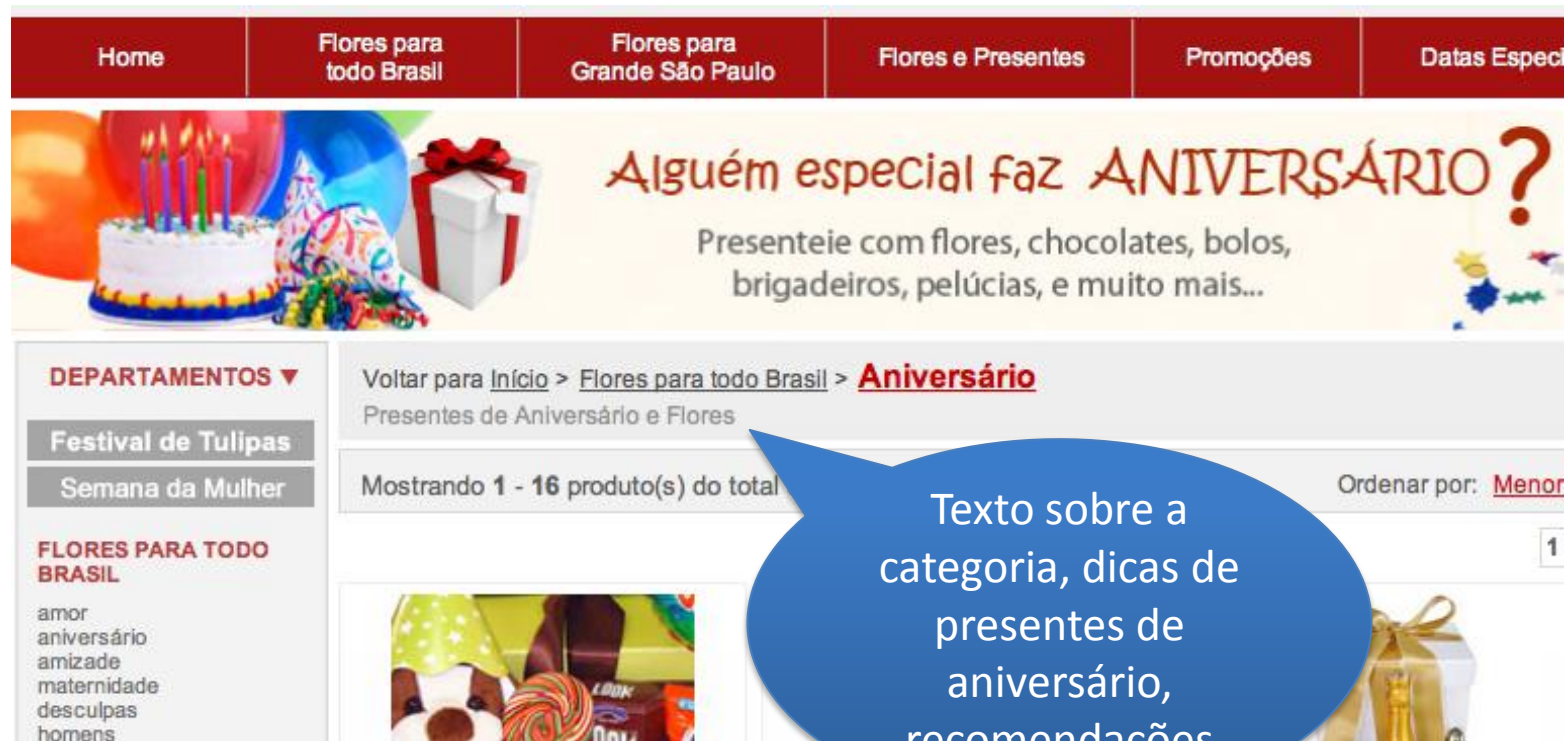 Home
Flores para
todo Brasil
Flores para
Grande São Paulo
Flores e Presentes
Promoções
Datas Especi
Alguém especial faz ANIVERSÁRIO?
Presenteie com flores, chocolates, bolos,
brigadeiros, pelúcias, e muito mais...
DEPARTAMENTOS ▼
Festival de Tulipas
Semana da Mulher
FLORES PARA TODO
BRASIL
amor
aniversário
amizade
maternidade
desculpas
homens
Voltar para Início > Flores para todo Brasil > Aniversário
Presentes de Aniversário e Flores
Mostrando 1 - 16 produto(s) do total
Ordenar por: Menor
1
Texto sobre a
categoria, dicas de
presentes de
aniversário,
recomendações
LOOK